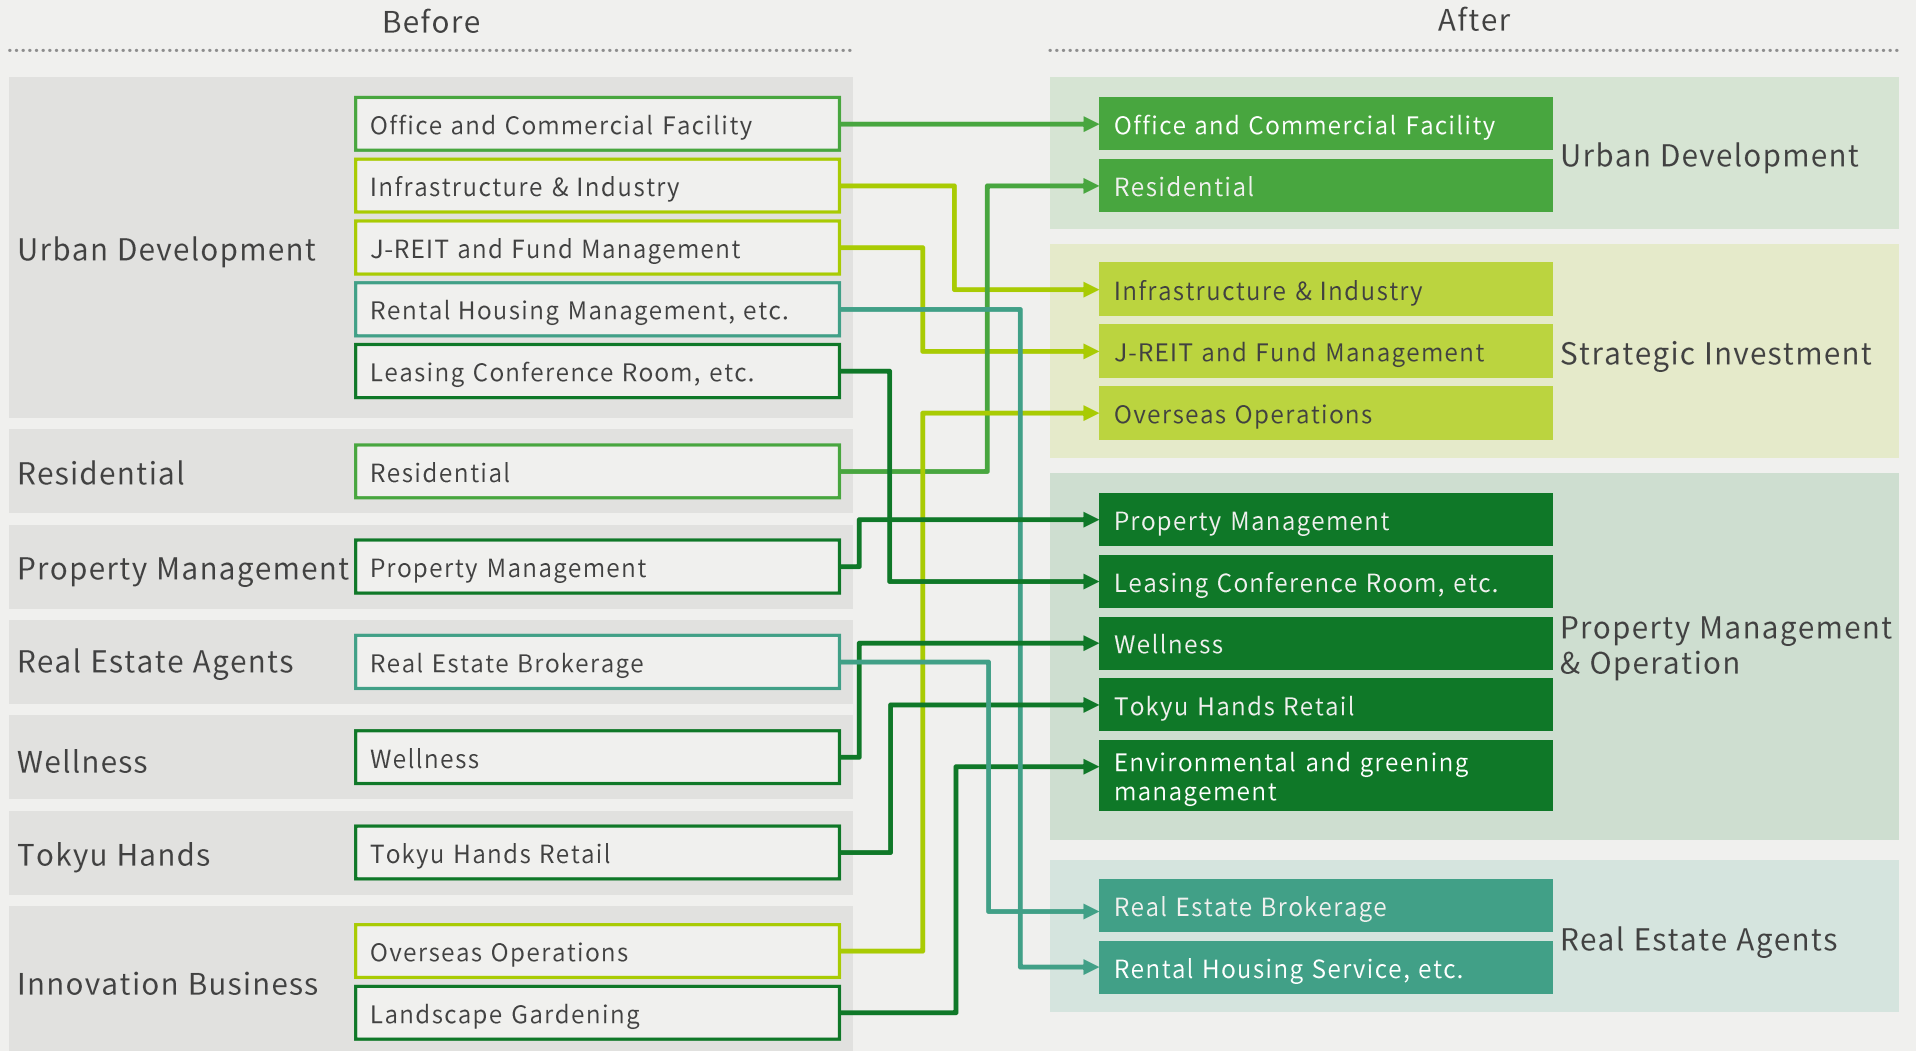 Before
Urban Development
Office and Commercial Facility
Infrastructure & Industry
J-REIT and Fund Management
Rental Housing Management, etc.
Leasing Conference Room, etc.
Residential
Residential
Property Management
Property Management
Real Estate Agents
Real Estate Brokerage
Wellness
Wellness
Tokyu Hands
Tokyu Hands Retail
Innovation Business
Overseas Operations
Landscape Gardening
After
Office and Commercial Facility
Residential
Urban Development
Infrastructure & Industry
J-REIT and Fund Management
Overseas Operations
Strategic Investment
Property Management
Leasing Conference Room, etc.
Wellness
Tokyu Hands Retail
Environmental and greening
management
Property Management
& Operation
Real Estate Brokerage
Rental Housing Service, etc.
Real Estate Agents